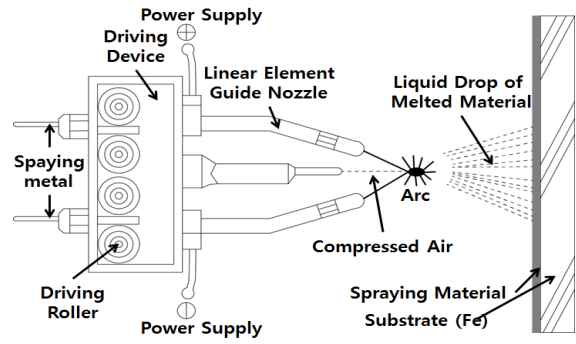 Power Supply
Driving
Device
Linear Element
Guide Nozzle
Liquid Drop of
Melted Material
Spaying
metal
Arc
Compressed Air
Driving
Roller
Spraying Material
Substrate (Fe)
Power Supply